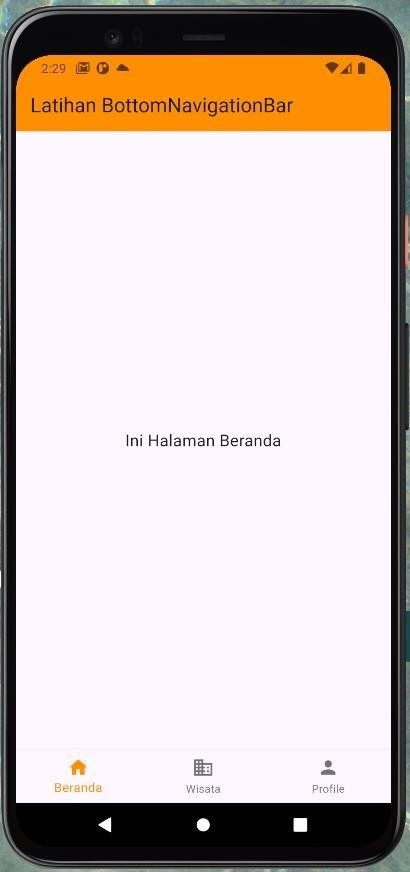 2:29
Latihan BottomNavigationBar
Ini Halaman Beranda
Beranda
Wisata
Profile